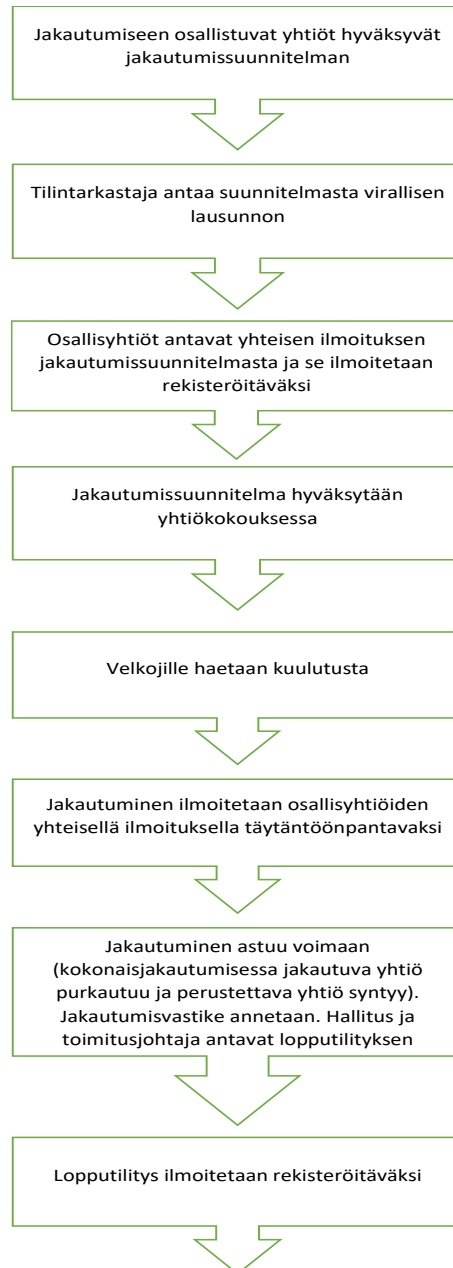 Jakautumiseen osallistuvat yhtiöt hyväksyvät
jakautumissuunnitelman
Tilintarkastaja antaa suunnitelmasta virallisen
lausunnon
Osallisyhtiöt antavat yhteisen ilmoituksen
jakautumissuunnitelmasta ja se ilmoitetaan
rekisteröitäväksi
Jakautumissuunnitelma hyväksytään
yhtiökokouksessa
Velkojille haetaan kuulutusta
Jakautuminen ilmoitetaan osallisyhtiöiden
yhteisellä ilmoituksella täytäntöönpantavaksi
Jakautuminen astuu voimaan
(kokonaisjakautumisessa jakautuva yhtiö
purkautuu ja perustettava yhtiö syntyy).
Jakautumisvastike annetaan. Hallitus ja
toimitusjohtaja antavat lopputilityksen
Lopputilitys ilmoitetaan rekisteröitäväksi